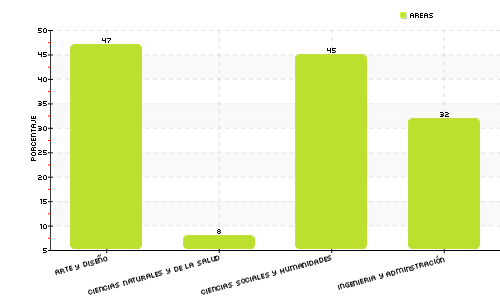 AREAS
50
45
40
35
30
25
20
15
10
5
PORCENTAJE
47
8
45
32
ARTE y DISEÑO
CIENCIAS NATURALES y DE LA SALUD
CIENCIAS SOCIALES y HUMANIDADES
INGENIERIA y ADMINSTRACIÓN